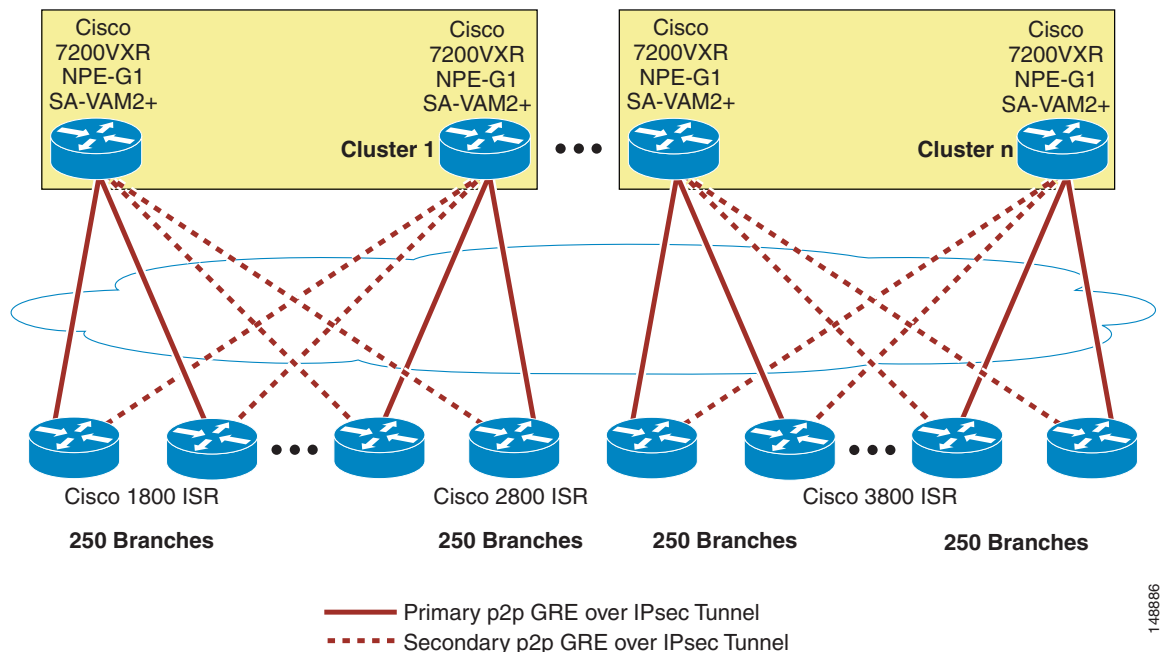 Cisco
7200VXR
NPE-G1
SA-VAM2+
Cisco
7200VXR
NPE-G1
SA-VAM2+
Cisco
7200VXR
NPE-G1
SA-VAM2+
Cisco
7200VXR
NPE-G1
SA-VAM2+
Cluster 1
Cluster n
Cisco 1800 ISR
Cisco 2800 ISR
Cisco 3800 ISR
250 Branches
250 Branches
250 Branches
250 Branches
Primary p2p GRE over IPsec Tunnel
Secondary p2p GRE over IPsec Tunnel
148886